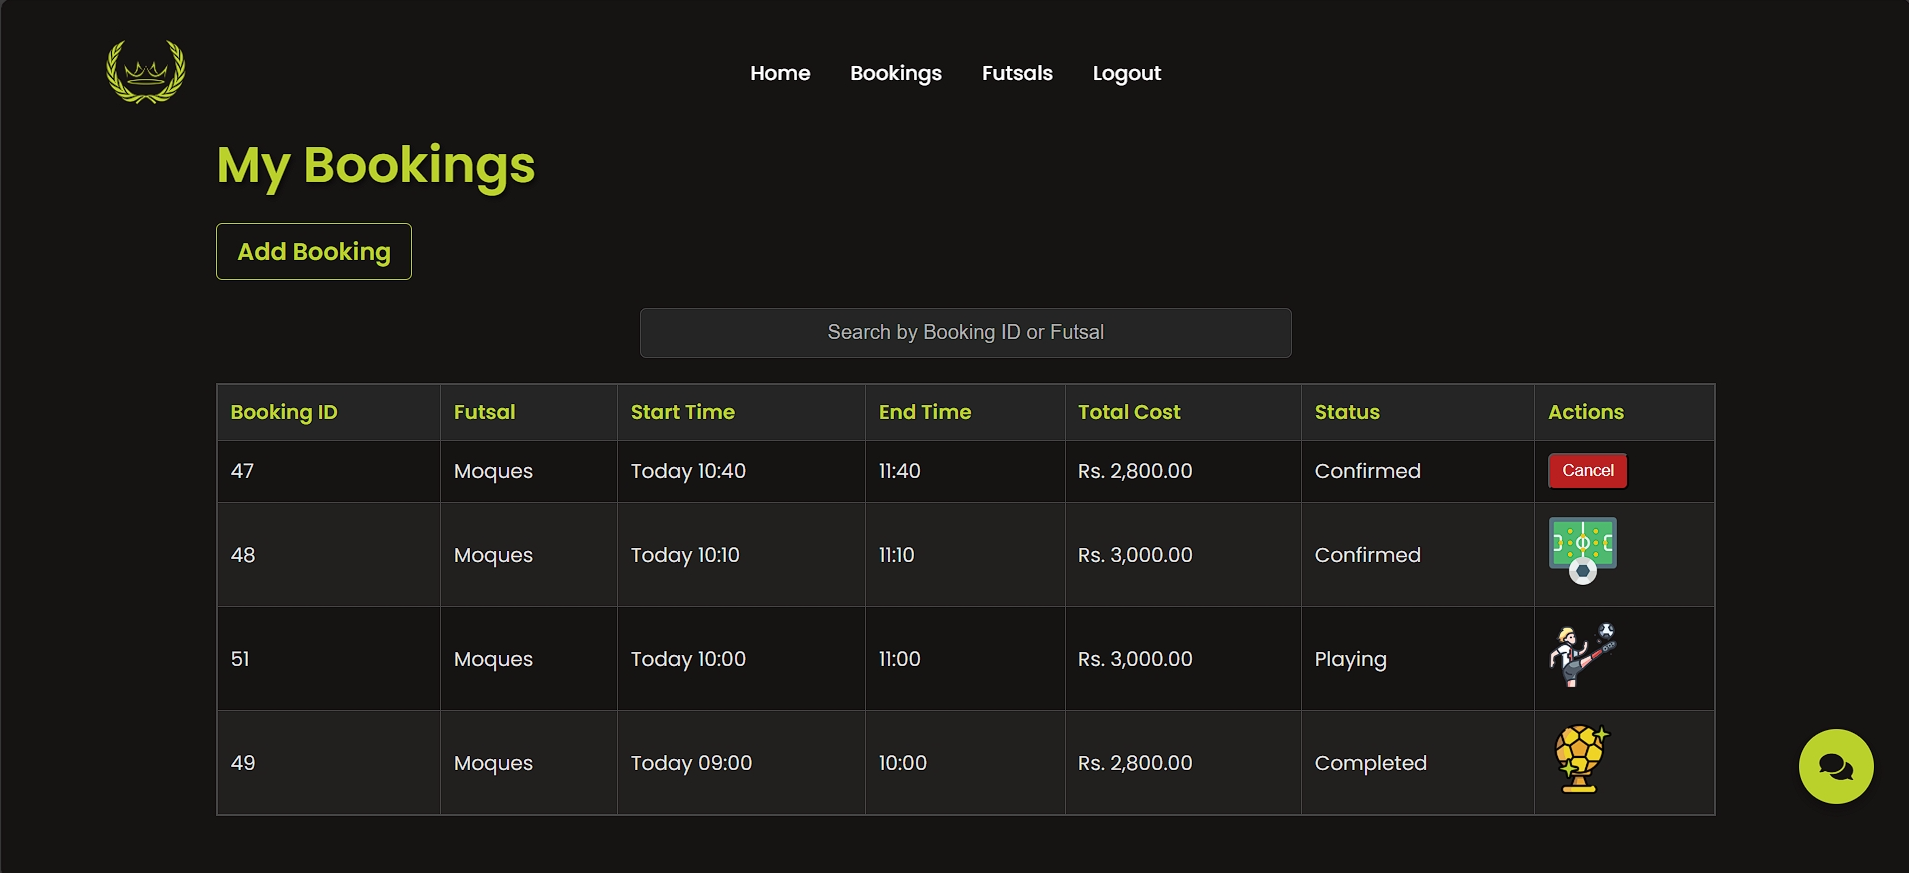 Home Bookings Futsals Logout
My Bookings
Add Booking
Search by Booking ID or Futsal
Booking ID Futsal Start Time End Time Total Cost Status Actions
47 Moques Today 10:40 11:40 Rs. 2,800.00 Confirmed Cancel
48 Moques Today 10:10 11:10 Rs. 3,000.00 Confirmed
51 Moques Today 10:00 11:00 Rs. 3,000.00 Playing
49 Moques Today 09:00 10:00 Rs. 2,800.00 Completed